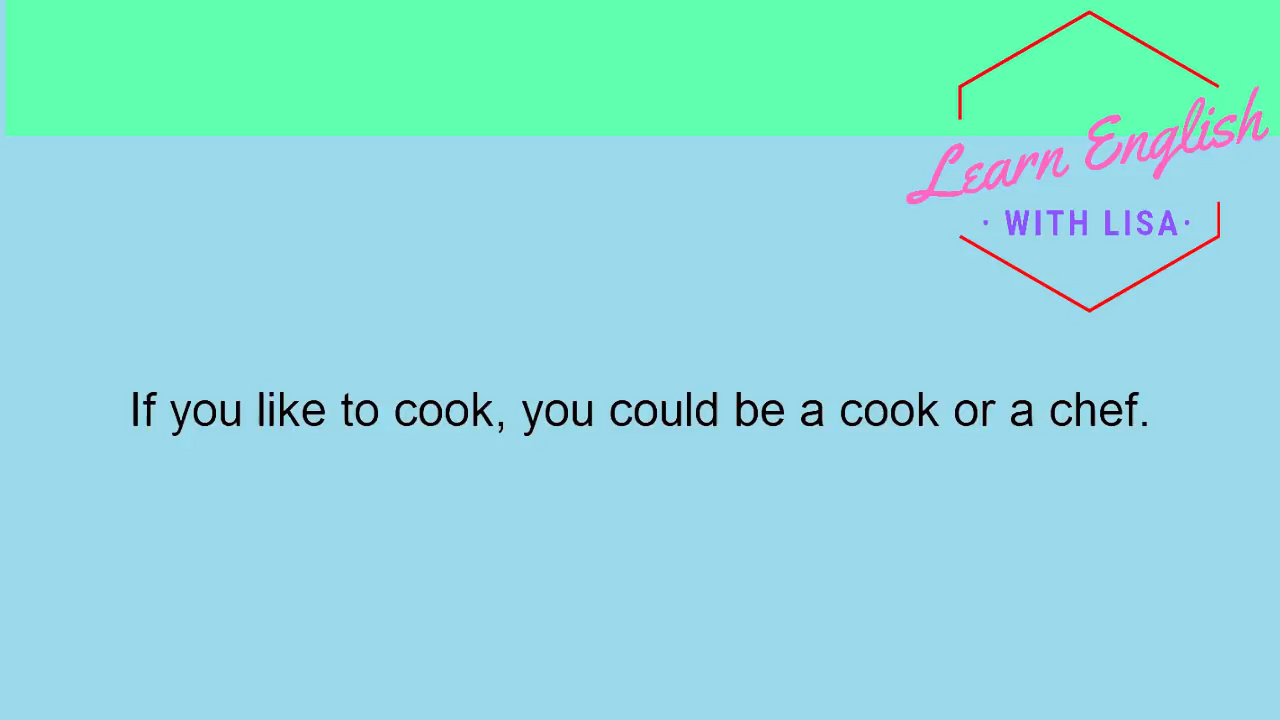 Learn English
· WITH LISA·
If you like to cook, you could be a cook or a chef.